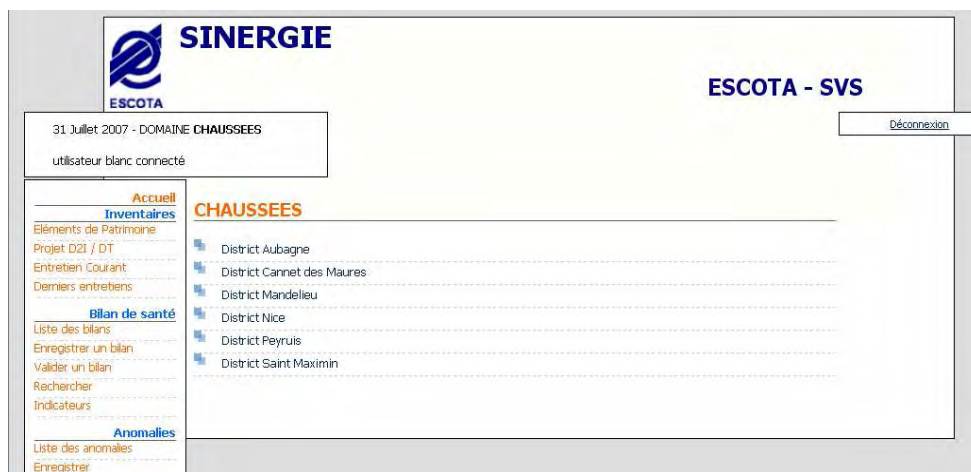 SINERGIE
ESCOTA - SVS
ESCOTA
31 Juillet 2007 - DOMAINE CHAUSSEES
utilisateur blanc connecté
Déconnexion
Accueil
Inventaires
Eléments de Patrimoine
Projet D2I / DT
Entretien Courant
Derniers entretiens
Bilan de santé
Liste des bilans
Enregistrer un bilan
Valider un bilan
Rechercher
Indicateurs
Anomalies
Liste des anomalies
Enregistrer
CHAUSSEES
District Aubagne
District Cannet des Maures
District Mandelieu
District Nice
District Peyruis
District Saint Maximin